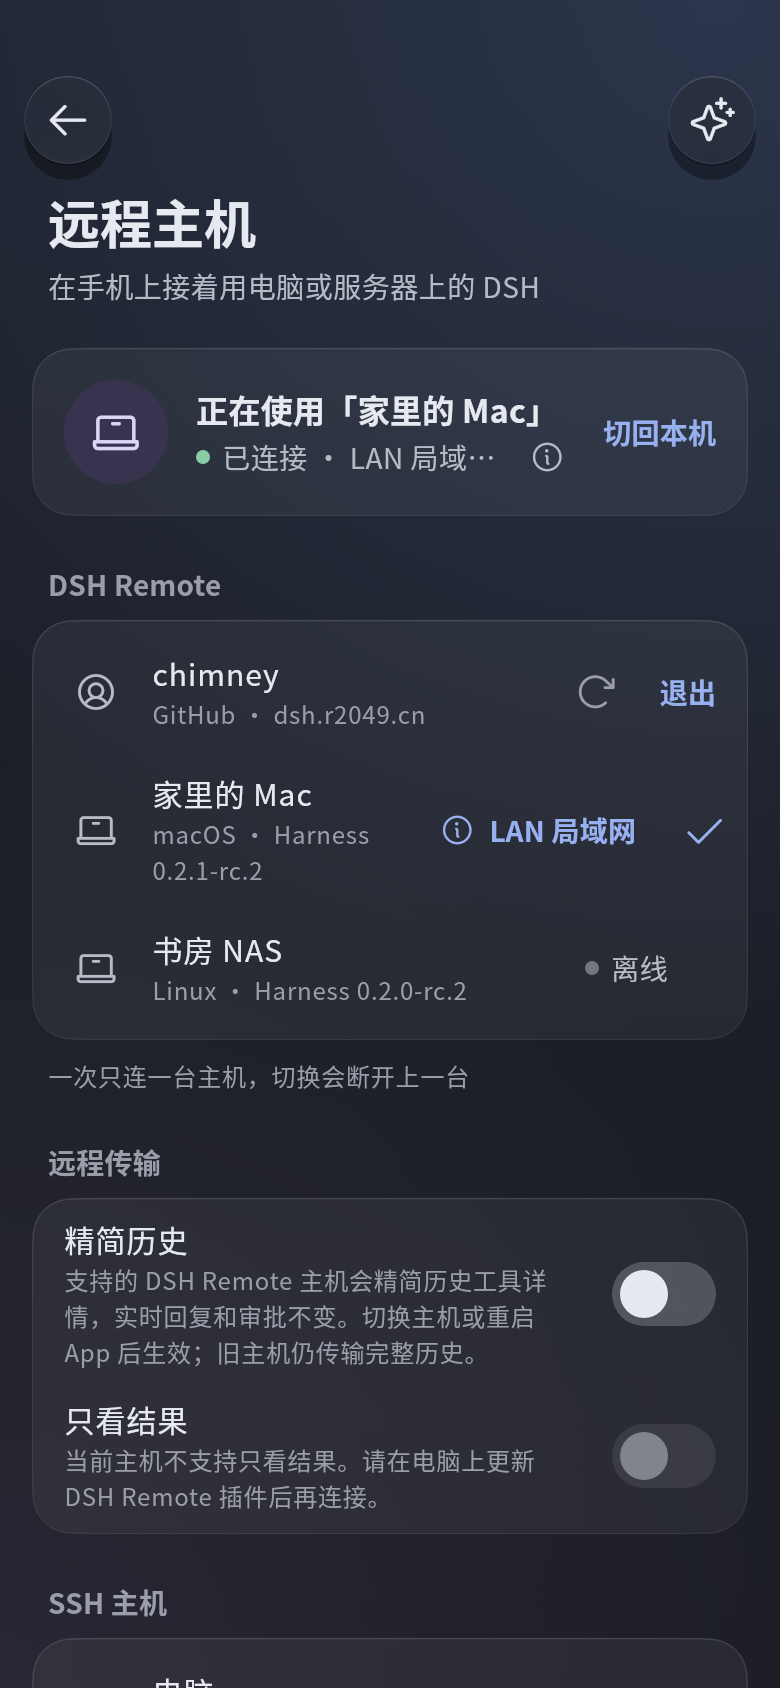 远程主机
在手机上接着用电脑或服务器上的 DSH
正在使用「家里的 Mac」
已连接 · LAN 局域…
切回本机
DSH Remote
chimney
GitHub · dsh.r2049.cn
退出
家里的 Mac
macOS · Harness
0.2.1-rc.2
LAN 局域网
书房 NAS
Linux · Harness 0.2.0-rc.2
离线
一次只连一台主机，切换会断开上一台
远程传输
精简历史
支持的 DSH Remote 主机会精简历史工具详
情，实时回复和审批不变。切换主机或重启
App 后生效；旧主机仍传输完整历史。
只看结果
当前主机不支持只看结果。请在电脑上更新
DSH Remote 插件后再连接。
SSH 主机
电脑